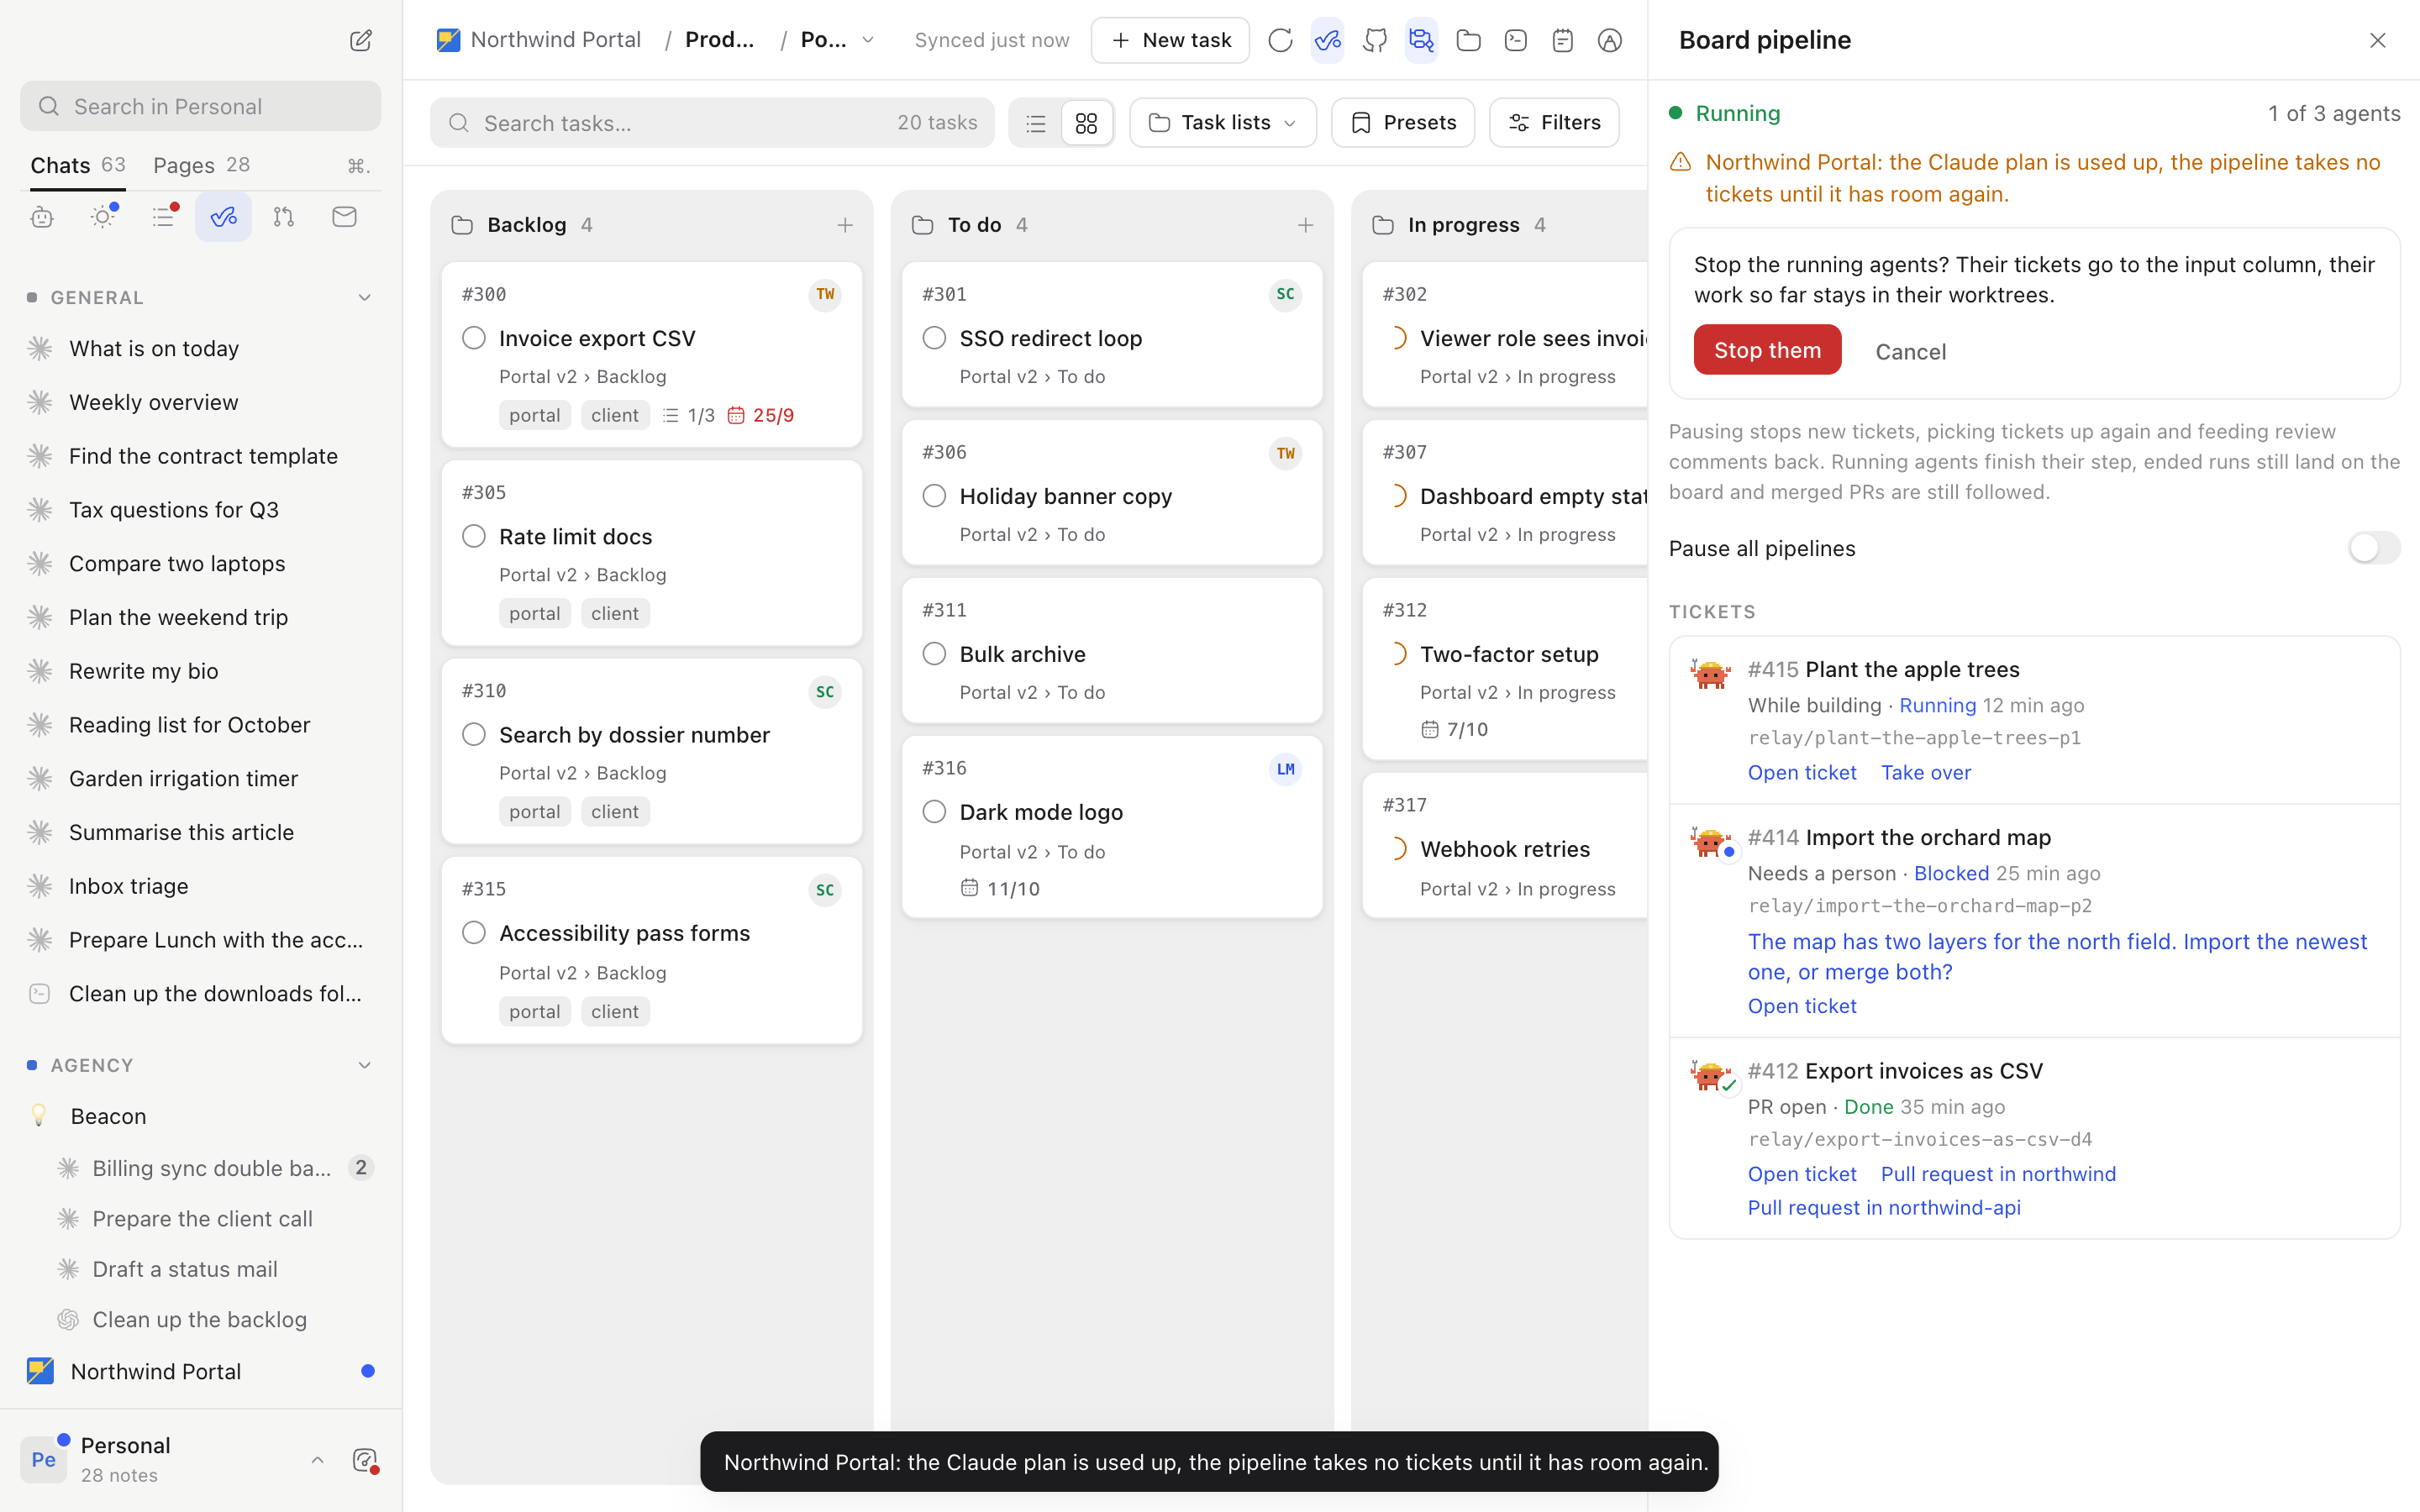 Search in Personal
Chats 63 Pages 28 ⌘.
GENERAL
What is on today
Weekly overview
Find the contract template
Tax questions for Q3
Compare two laptops
Plan the weekend trip
Rewrite my bio
Reading list for October
Garden irrigation timer
Summarise this article
Inbox triage
Prepare Lunch with the acc...
Clean up the downloads fol...
AGENCY
Beacon
Billing sync double ba... 2
Prepare the client call
Draft a status mail
Clean up the backlog
Northwind Portal
Pe Personal
28 notes
Northwind Portal / Prod... / Po...
Synced just now
New task
Search tasks... 20 tasks
Task lists
Presets
Filters
Backlog 4
#300 TW
Invoice export CSV
Portal v2 › Backlog
portal client 1/3 25/9
#305
Rate limit docs
Portal v2 › Backlog
portal client
#310 SC
Search by dossier number
Portal v2 › Backlog
portal client
#315 SC
Accessibility pass forms
Portal v2 › Backlog
portal client
To do 4
#301 SC
SSO redirect loop
Portal v2 › To do
#306 TW
Holiday banner copy
Portal v2 › To do
#311
Bulk archive
Portal v2 › To do
#316 LM
Dark mode logo
Portal v2 › To do
11/10
In progress 4
#302
Viewer role sees invoi
Portal v2 › In progress
#307
Dashboard empty stat
Portal v2 › In progress
#312
Two-factor setup
Portal v2 › In progress
7/10
#317
Webhook retries
Portal v2 › In progress
Board pipeline
Running 1 of 3 agents
Northwind Portal: the Claude plan is used up, the pipeline takes no
tickets until it has room again.
Stop the running agents? Their tickets go to the input column, their
work so far stays in their worktrees.
Stop them Cancel
Pausing stops new tickets, picking tickets up again and feeding review
comments back. Running agents finish their step, ended runs still land on the
board and merged PRs are still followed.
Pause all pipelines
TICKETS
#415 Plant the apple trees
While building · Running 12 min ago
relay/plant-the-apple-trees-p1
Open ticket Take over
#414 Import the orchard map
Needs a person · Blocked 25 min ago
relay/import-the-orchard-map-p2
The map has two layers for the north field. Import the newest
one, or merge both?
Open ticket
#412 Export invoices as CSV
PR open · Done 35 min ago
relay/export-invoices-as-csv-d4
Open ticket Pull request in northwind
Pull request in northwind-api
Northwind Portal: the Claude plan is used up, the pipeline takes no tickets until it has room again.